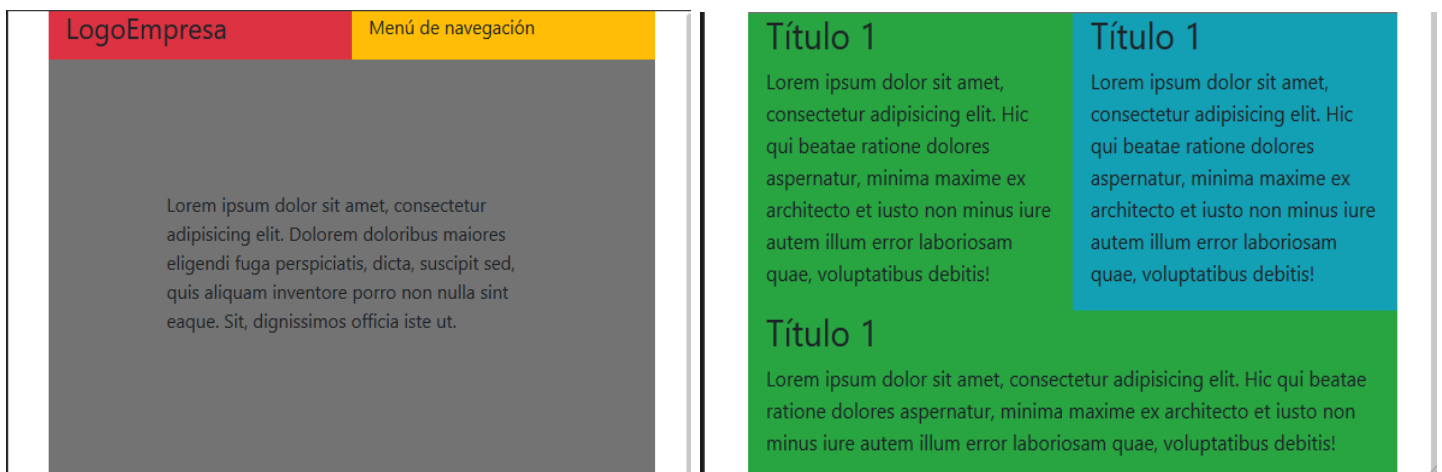 LogoEmpresa
Menú de navegación
Lorem ipsum dolor sit amet, consectetur
adipisicing elit. Dolorem doloribus maiores
eligendi fuga perspiciatis, dicta, suscipit sed,
quis aliquam inventore porro non nulla sint
eaque. Sit, dignissimos officia iste ut.
Título 1
Lorem ipsum dolor sit amet,
consectetur adipisicing elit. Hic
qui beatae ratione dolores
aspernatur, minima maxime ex
architecto et iusto non minus iure
autem illum error laboriosam
quae, voluptatibus debitis!
Título 1
Lorem ipsum dolor sit amet,
consectetur adipisicing elit. Hic
qui beatae ratione dolores
aspernatur, minima maxime ex
architecto et iusto non minus iure
autem illum error laboriosam
quae, voluptatibus debitis!
Título 1
Lorem ipsum dolor sit amet, consectetur adipisicing elit. Hic qui beatae
ratione dolores aspernatur, minima maxime ex architecto et iusto non
minus iure autem illum error laboriosam quae, voluptatibus debitis!